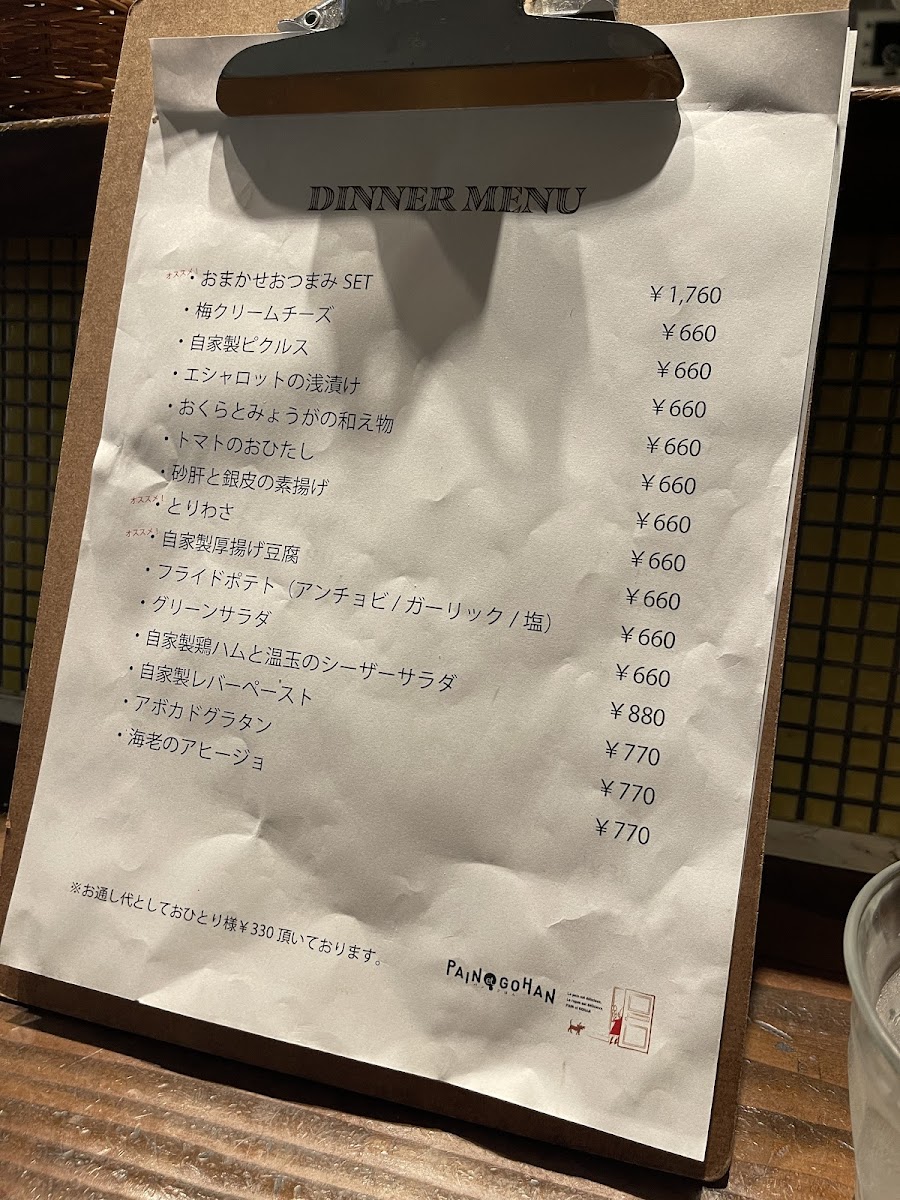 DINNER MENU
オススメ！ ・おまかせおつまみ SET ￥1,760
・梅クリームチーズ ￥660
・自家製ピクルス ￥660
・エシャロットの浅漬け ￥660
・おくらとみょうがの和え物 ￥660
・トマトのおひたし ￥660
・砂肝と銀皮の素揚げ ￥660
オススメ！ ・とりわさ ￥660
オススメ！ ・自家製厚揚げ豆腐 ￥660
・フライドポテト（アンチョビ / ガーリック / 塩） ￥660
・グリーンサラダ ￥660
・自家製鶏ハムと温玉のシーザーサラダ ￥880
・自家製レバーペースト ￥770
・アボカドグラタン ￥770
・海老のアヒージョ ￥770
※お通し代としておひとり様￥330 頂いております。
PAIN et GOHAN